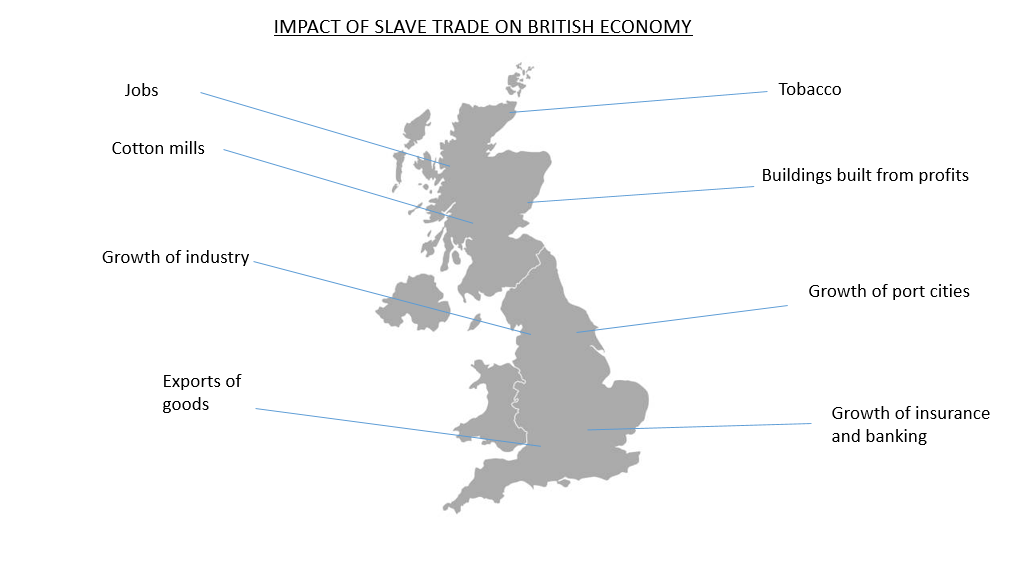 IMPACT OF SLAVE TRADE ON BRITISH ECONOMY
Jobs
Tobacco
Cotton mills
Buildings built from profits
Growth of industry
Growth of port cities
Exports of
goods
Growth of insurance
and banking